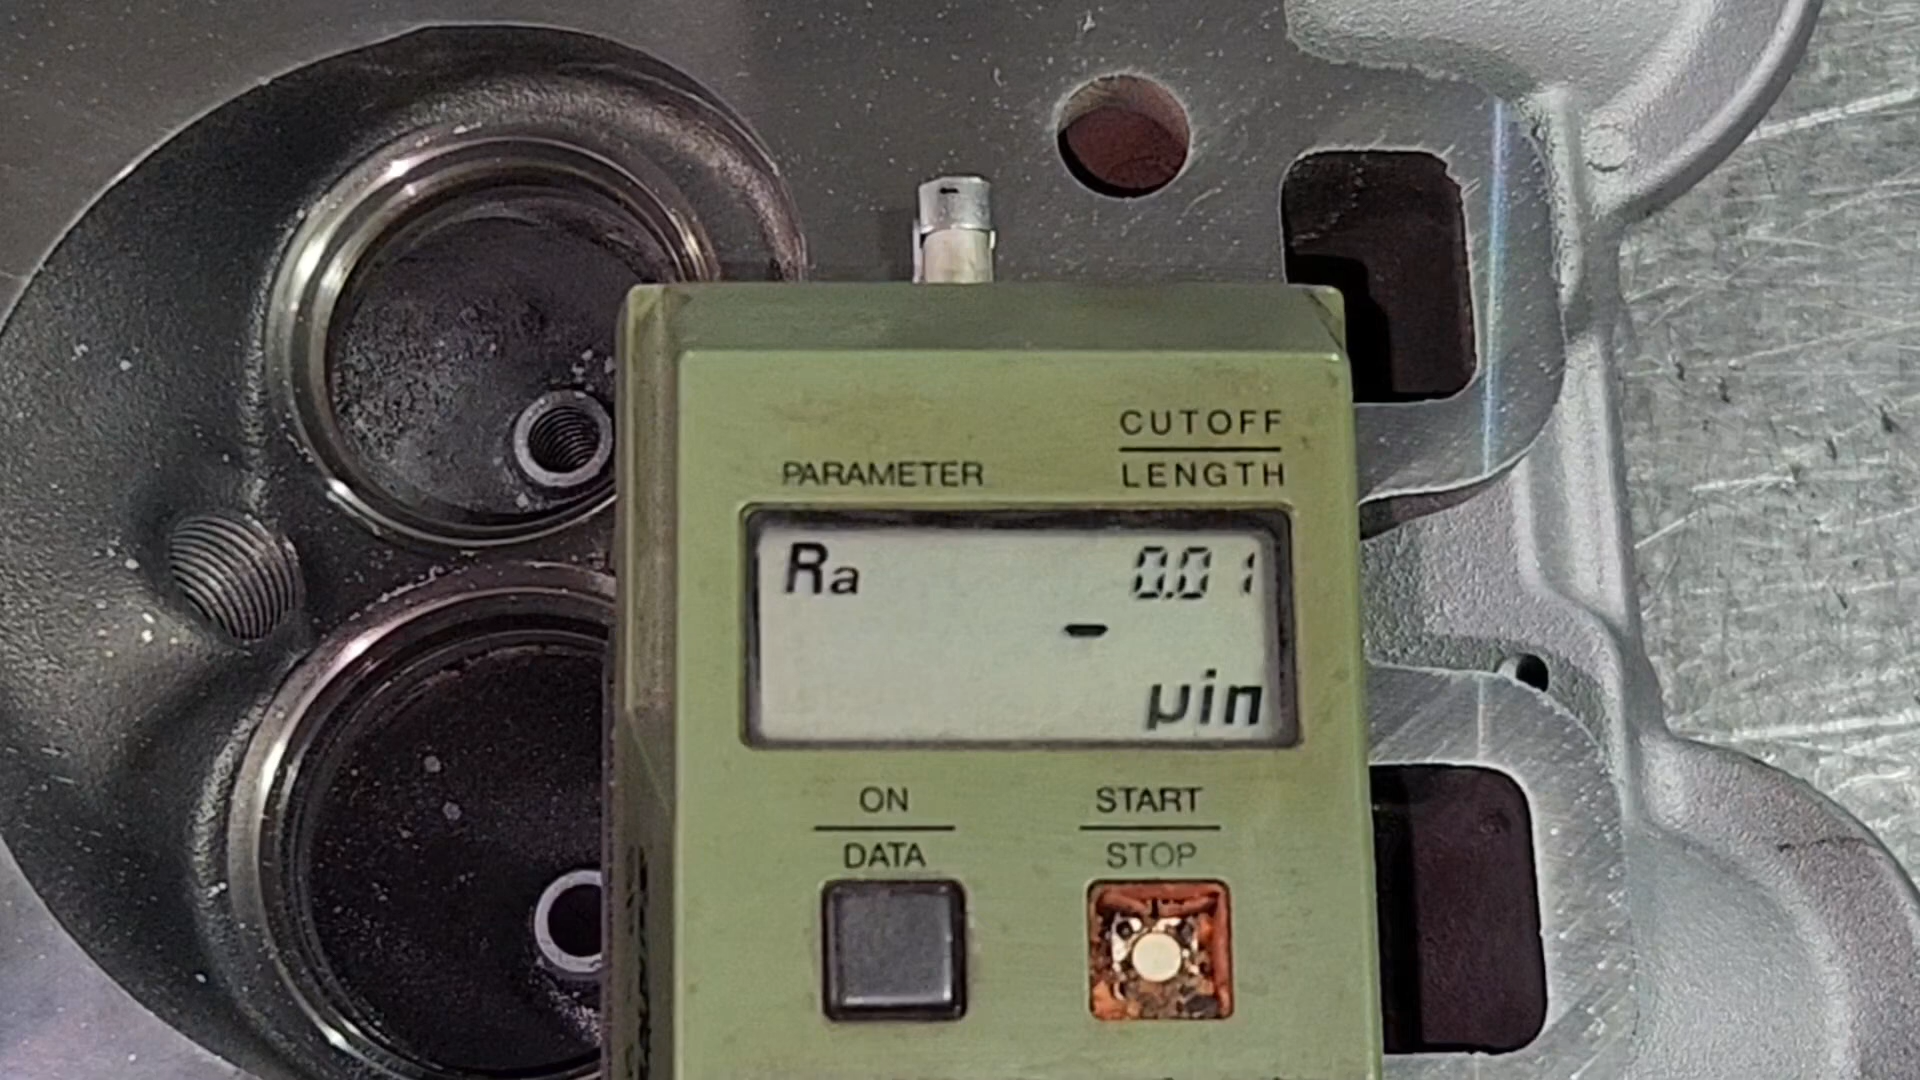 CUTOFF
PARAMETER LENGTH
Ra 0.01
-
µin
ON START
DATA STOP